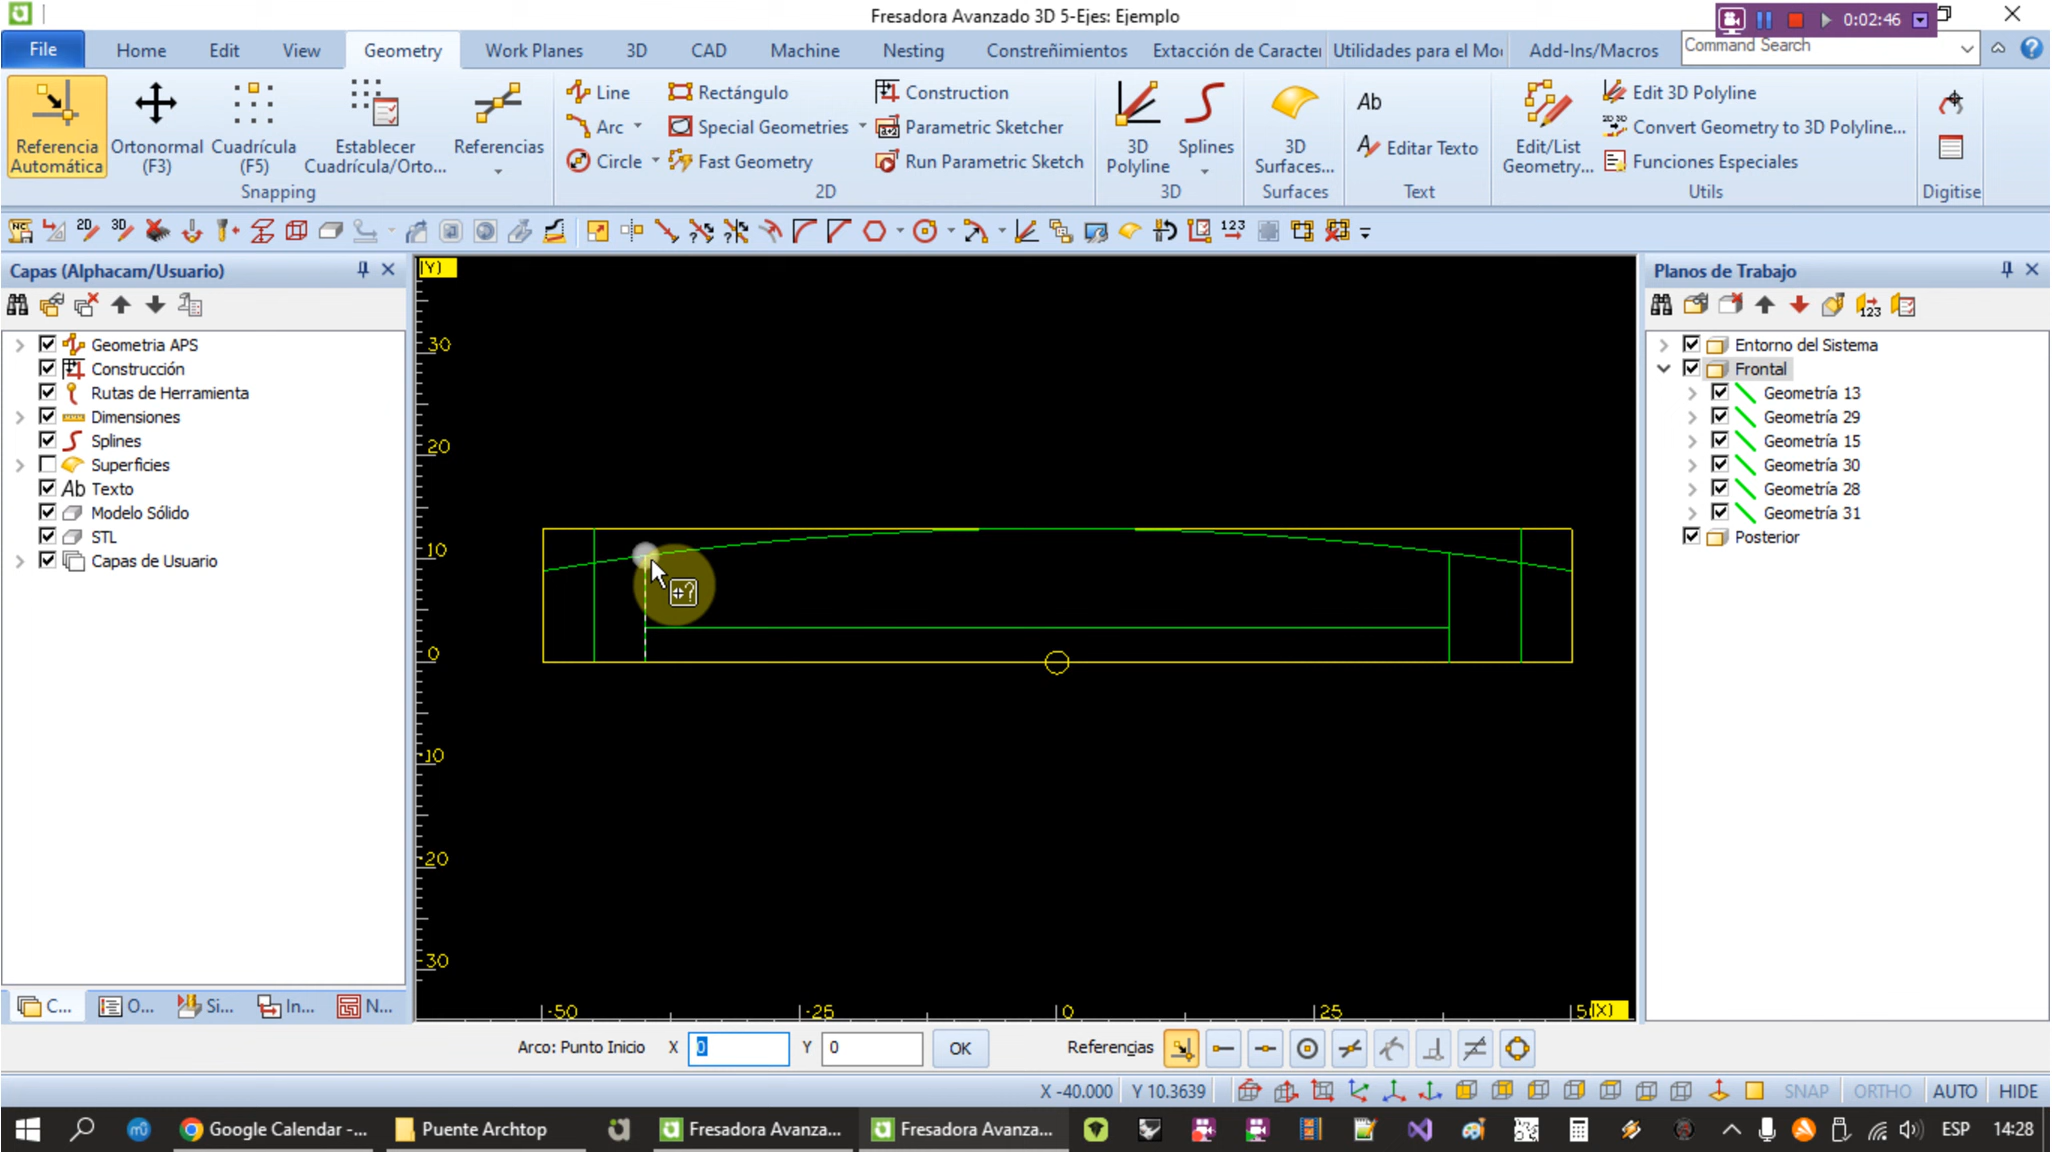 Fresadora Avanzado 3D 5-Ejes: Ejemplo
0:02:46
File Home Edit View Geometry Work Planes 3D CAD Machine Nesting Constreñimientos Extacción de Caracte Utilidades para el Mo Add-Ins/Macros Command Search
Line Rectángulo Construction Ab Edit 3D Polyline
Arc Special Geometries Parametric Sketcher Convert Geometry to 3D Polyline...
Circle Fast Geometry Run Parametric Sketch Editar Texto Funciones Especiales
Referencia Automática
Ortonormal (F3)
Cuadrícula (F5)
Establecer Cuadrícula/Orto...
Referencias
3D Polyline
Splines
3D Surfaces...
Edit/List Geometry...
Snapping 2D 3D Surfaces Text Utils Digitise
NC 2D 3D 123
Capas (Alphacam/Usuario)
Geometria APS
Construcción
Rutas de Herramienta
Dimensiones
Splines
Superficies
Ab Texto
Modelo Sólido
STL
Capas de Usuario
C... O... Si... In... N...
(Y)
30
20
10
0
-10
-20
-30
-50 -25 0 25 5 (X)
Planos de Trabajo
123
Entorno del Sistema
Frontal
Geometría 13
Geometría 29
Geometría 15
Geometría 30
Geometría 28
Geometría 31
Posterior
Arco: Punto Inicio X 0 Y 0 OK Referencias
X -40.000 Y 10.3639 SNAP ORTHO AUTO HIDE
Google Calendar -... Puente Archtop Fresadora Avanza... Fresadora Avanza... ESP 14:28